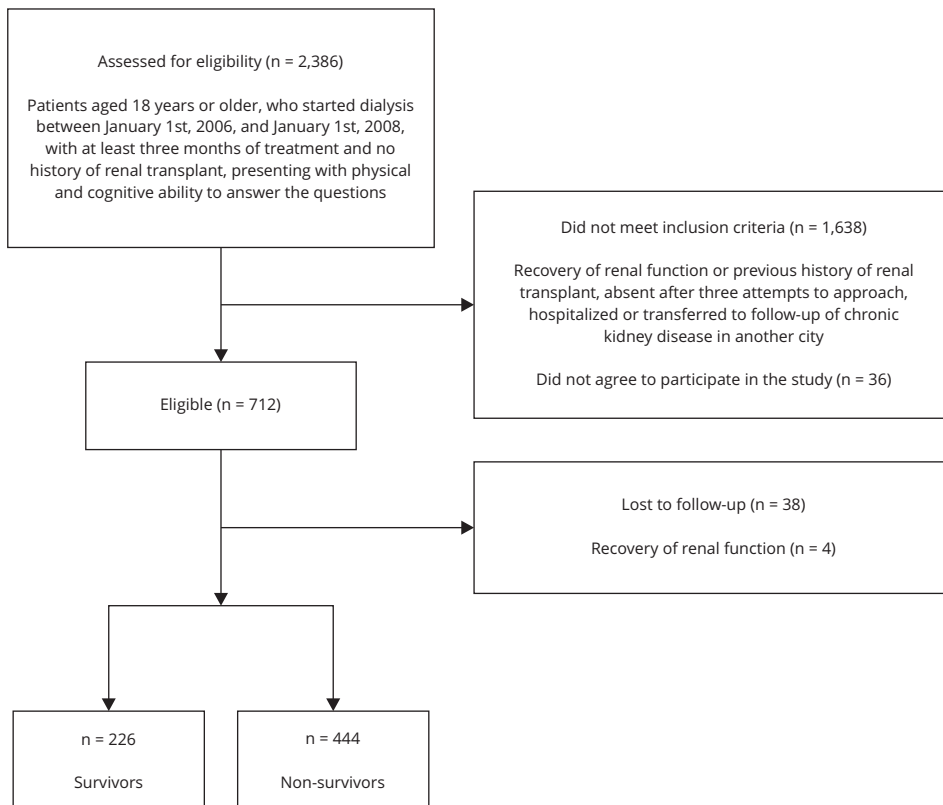 Assessed for eligibility (n = 2,386)
Patients aged 18 years or older, who started dialysis
between January 1st, 2006, and January 1st, 2008,
with at least three months of treatment and no
history of renal transplant, presenting with physical
and cognitive ability to answer the questions
Did not meet inclusion criteria (n = 1,638)
Recovery of renal function or previous history of renal
transplant, absent after three attempts to approach,
hospitalized or transferred to follow-up of chronic
kidney disease in another city
Did not agree to participate in the study (n = 36)
Eligible (n = 712)
Lost to follow-up (n = 38)
Recovery of renal function (n = 4)
n = 226
Survivors
n = 444
Non-survivors